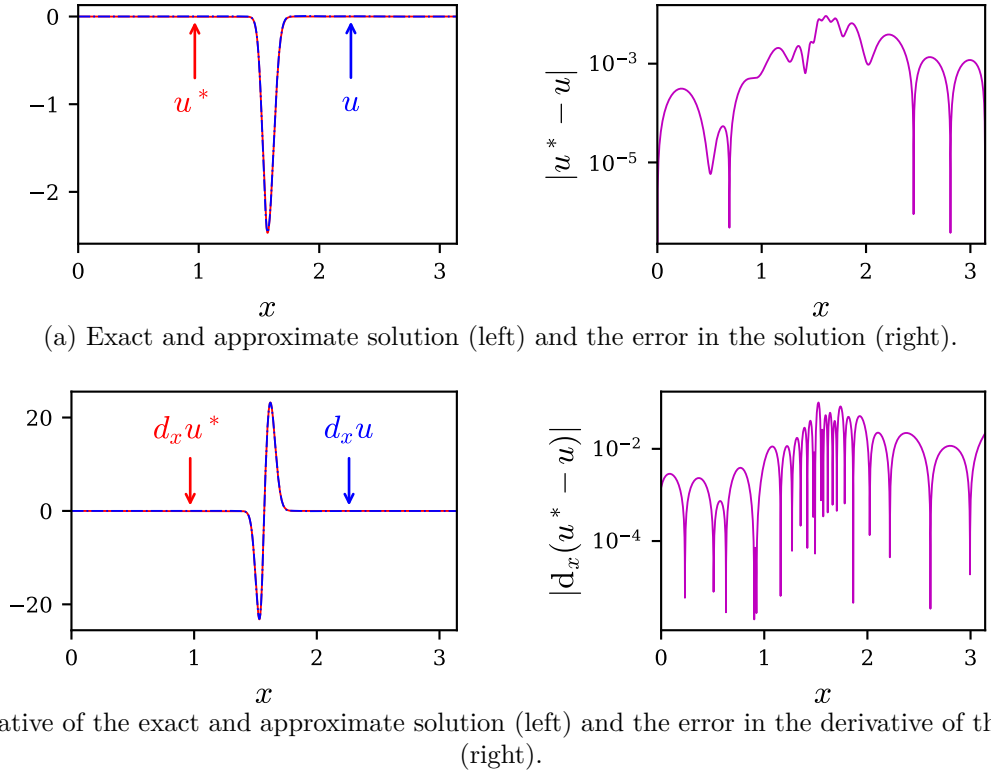 0
−1
−2
u*
u
0 1 2 3
x
|u* − u|
10⁻³
10⁻⁵
0 1 2 3
x
(a) Exact and approximate solution (left) and the error in the solution (right).
20
0
−20
dₓu*
dₓu
0 1 2 3
x
|dₓ(u* − u)|
10⁻²
10⁻⁴
0 1 2 3
x
ative of the exact and approximate solution (left) and the error in the derivative of th
(right).